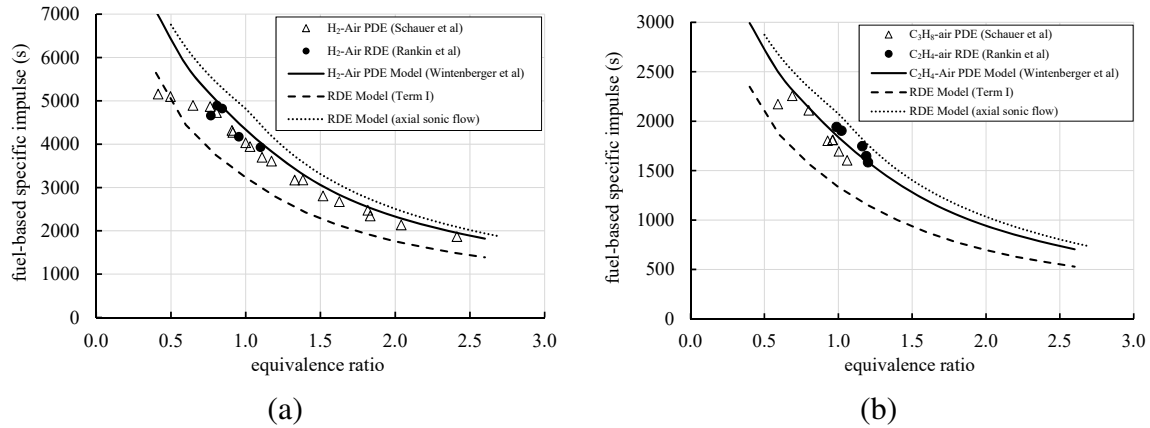 7000
6000
5000
4000
3000
2000
1000
0
fuel-based specific impulse (s)
H₂-Air PDE (Schauer et al)
H₂-Air RDE (Rankin et al)
H₂-Air PDE Model (Wintenberger et al)
RDE Model (Term I)
RDE Model (axial sonic flow)
0.0 0.5 1.0 1.5 2.0 2.5 3.0
equivalence ratio
(a)
3000
2500
2000
1500
1000
500
0
fuel-based specific impulse (s)
C₃H₈-air PDE (Schauer et al)
C₂H₄-air RDE (Rankin et al)
C₂H₄-Air PDE Model (Wintenberger et al)
RDE Model (Term I)
RDE Model (axial sonic flow)
0.0 0.5 1.0 1.5 2.0 2.5 3.0
equivalence ratio
(b)